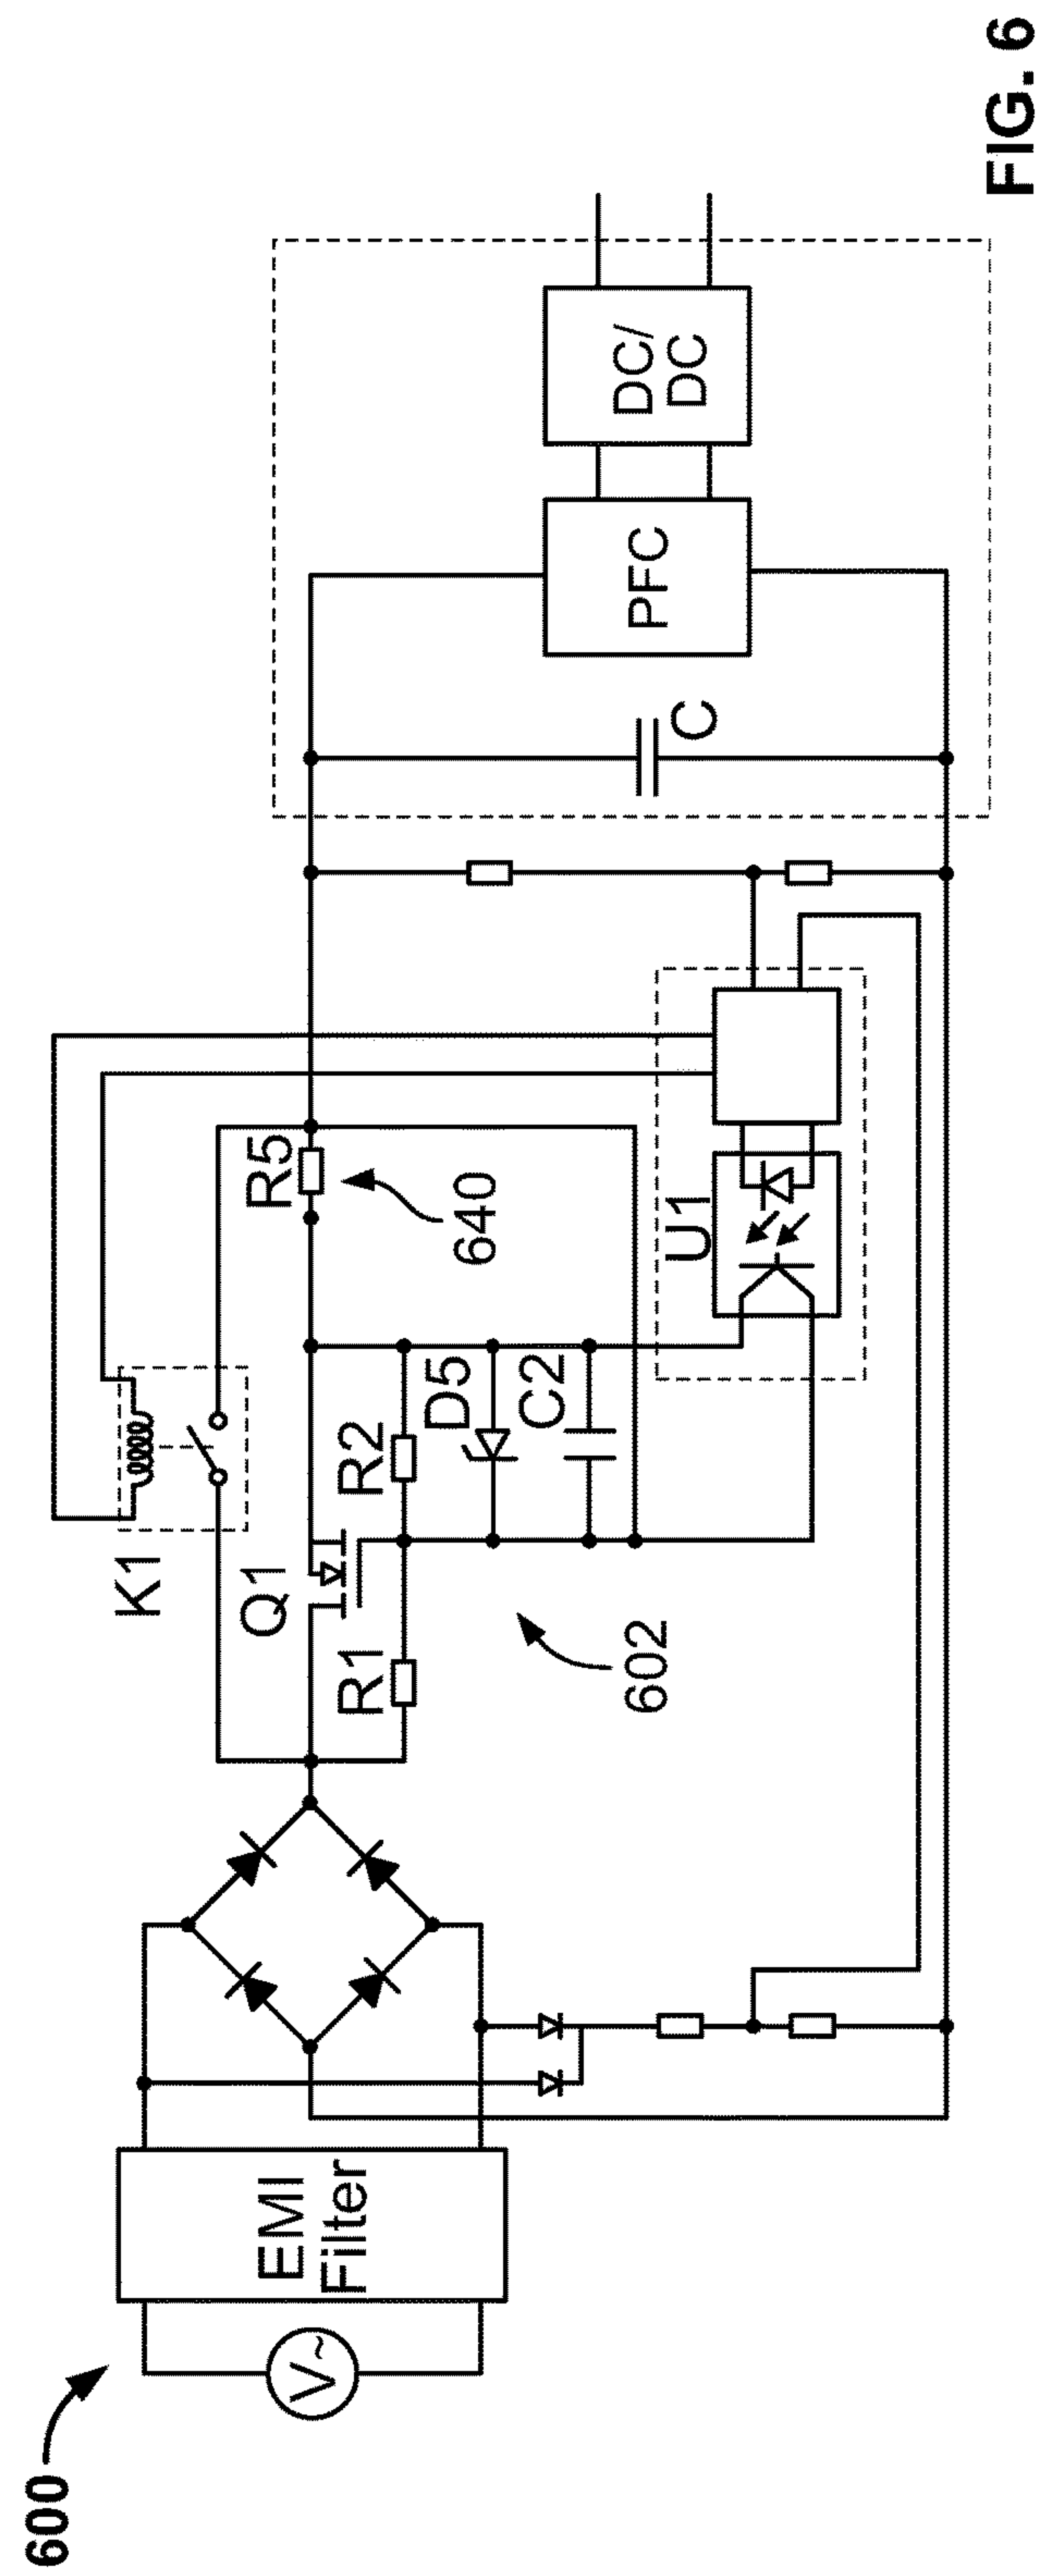 600
V~
EMI
Filter
K1
Q1
R1
R2
D5
C2
602
R5
640
U1
C
PFC
DC/
DC
FIG. 6